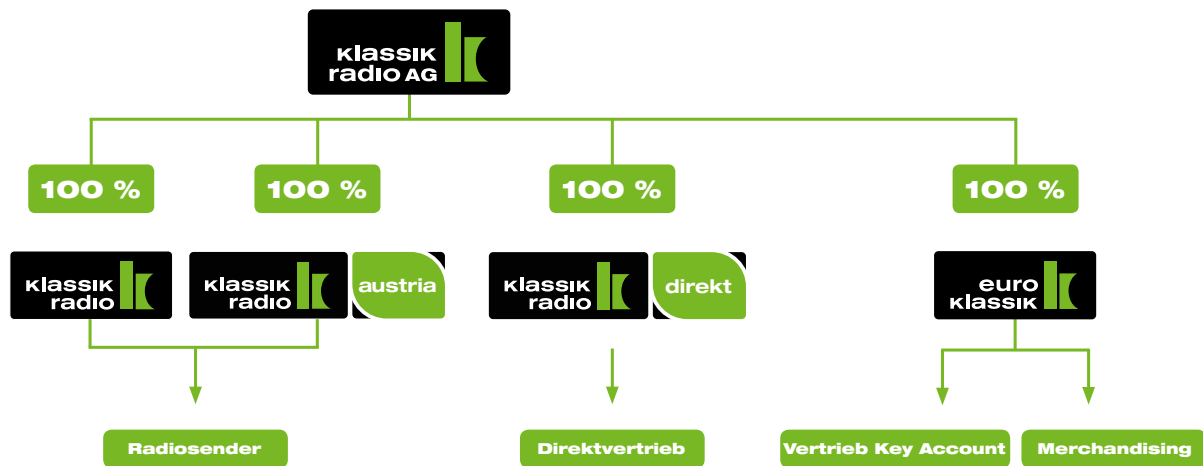 Klassik
radio AG
100 %
100 %
100 %
100 %
Klassik
radio
Klassik
radio
austria
Klassik
radio
direkt
euro
Klassik
Radiosender
Direktvertrieb
Vertrieb Key Account
Merchandising